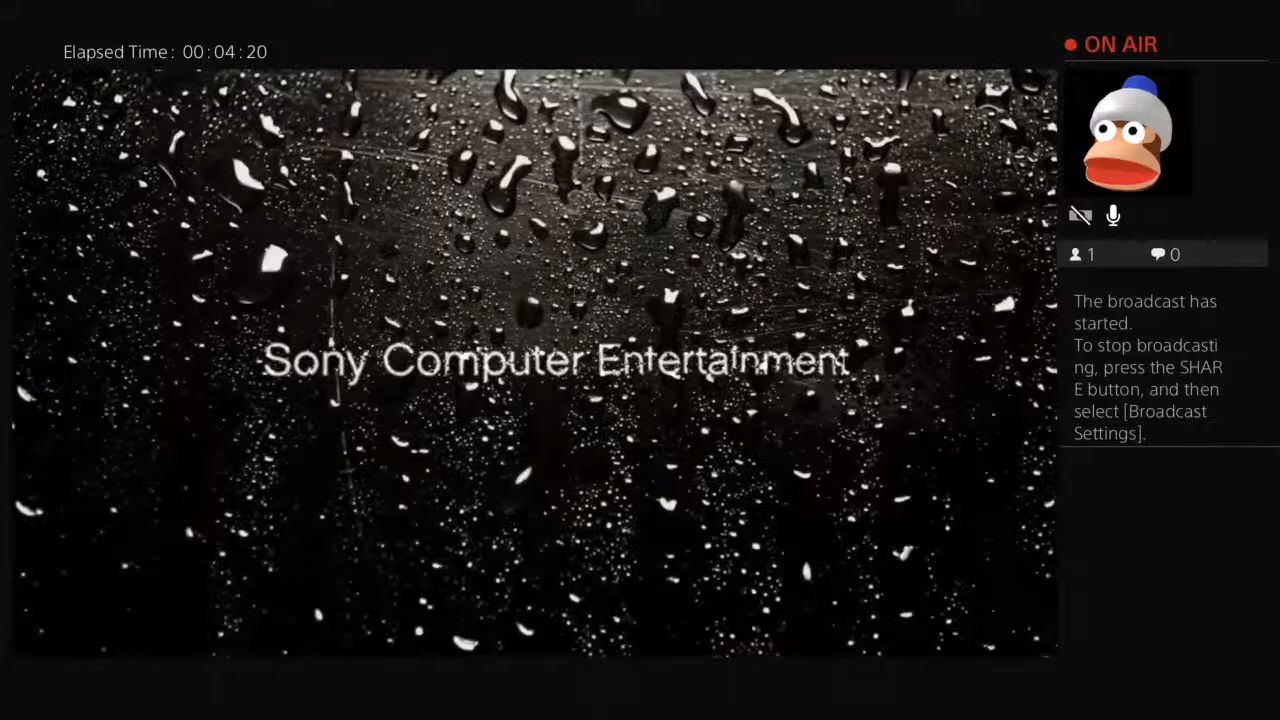 Elapsed Time: 00:04:20
ON AIR
Sony Computer Entertainment
1 0
The broadcast has
started.
To stop broadcasti
ng, press the SHAR
E button, and then
select [Broadcast
Settings].